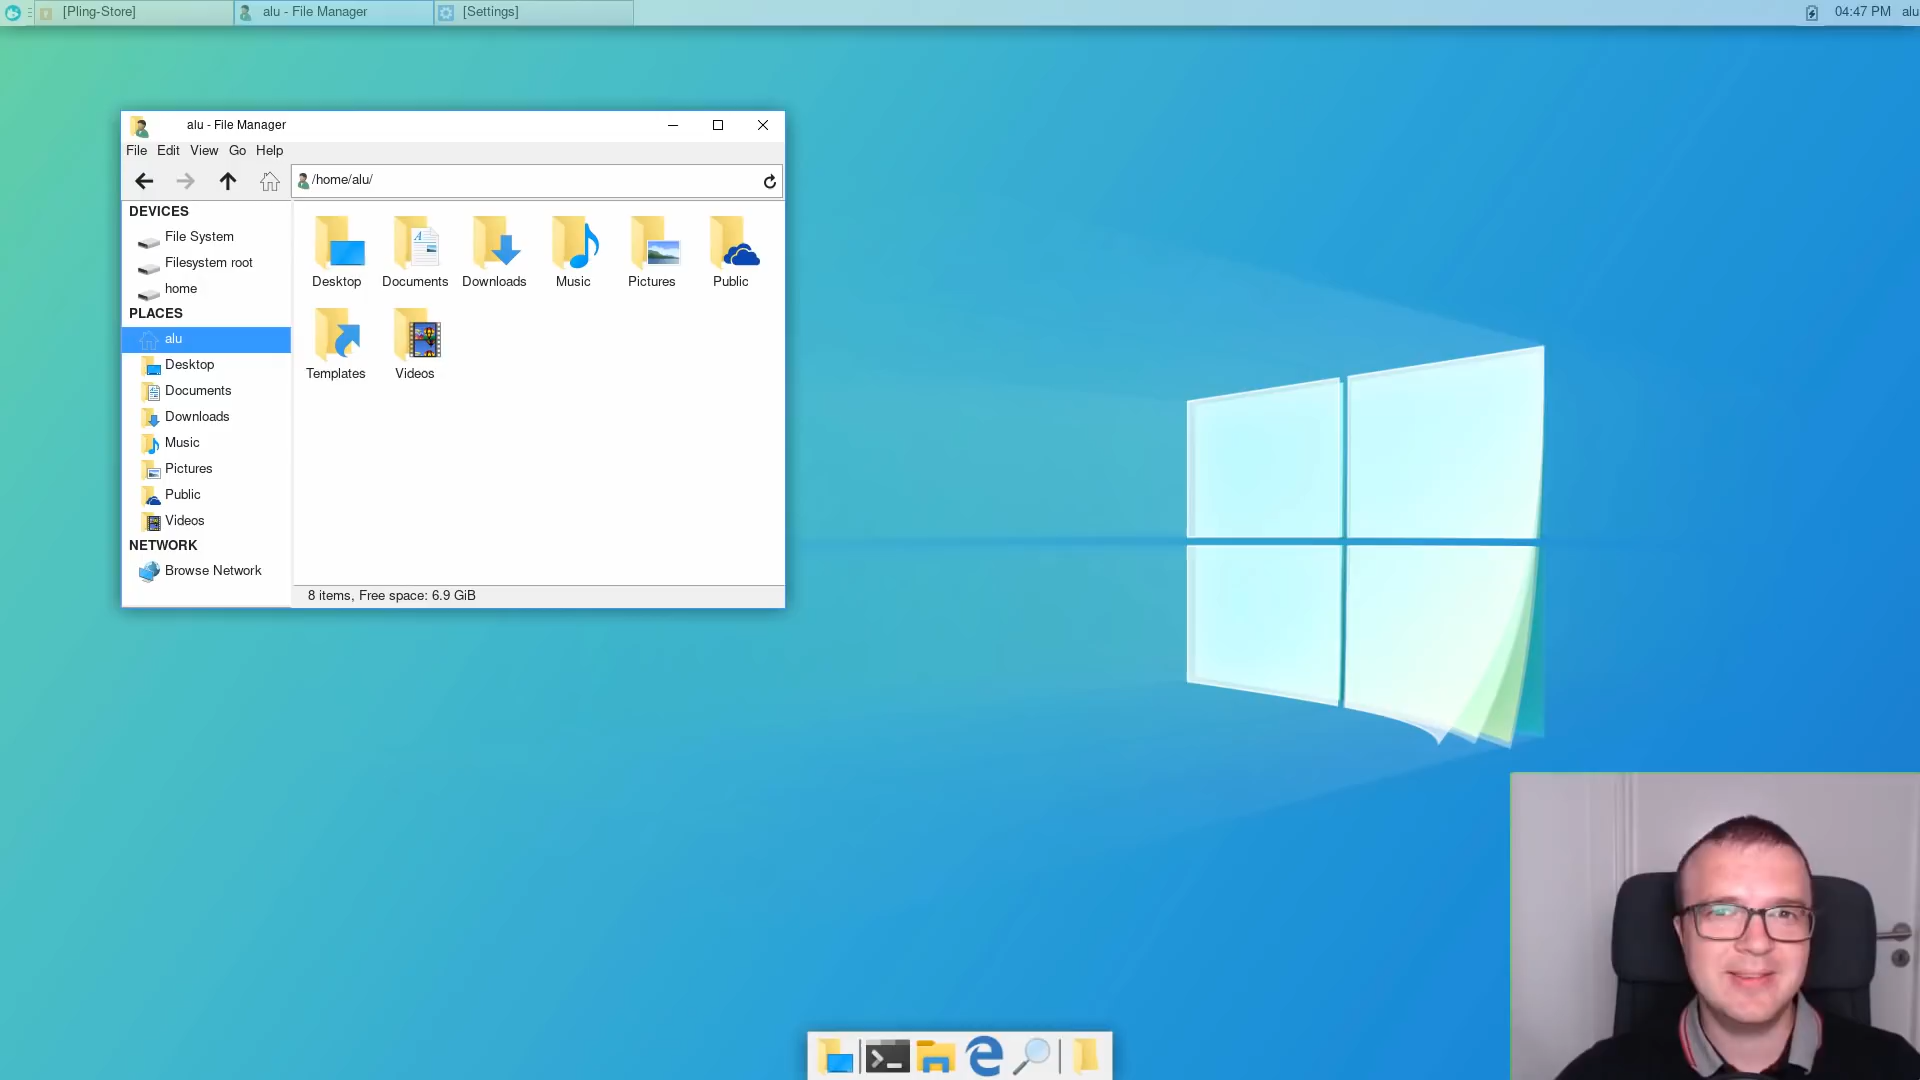 [Pling-Store]
alu - File Manager
[Settings]
04:47 PM
alu
alu - File Manager
File Edit View Go Help
/home/alu/
DEVICES
File System
Filesystem root
home
PLACES
alu
Desktop
Documents
Downloads
Music
Pictures
Public
Videos
NETWORK
Browse Network
Desktop Documents Downloads Music Pictures Public
Templates Videos
8 items, Free space: 6.9 GiB